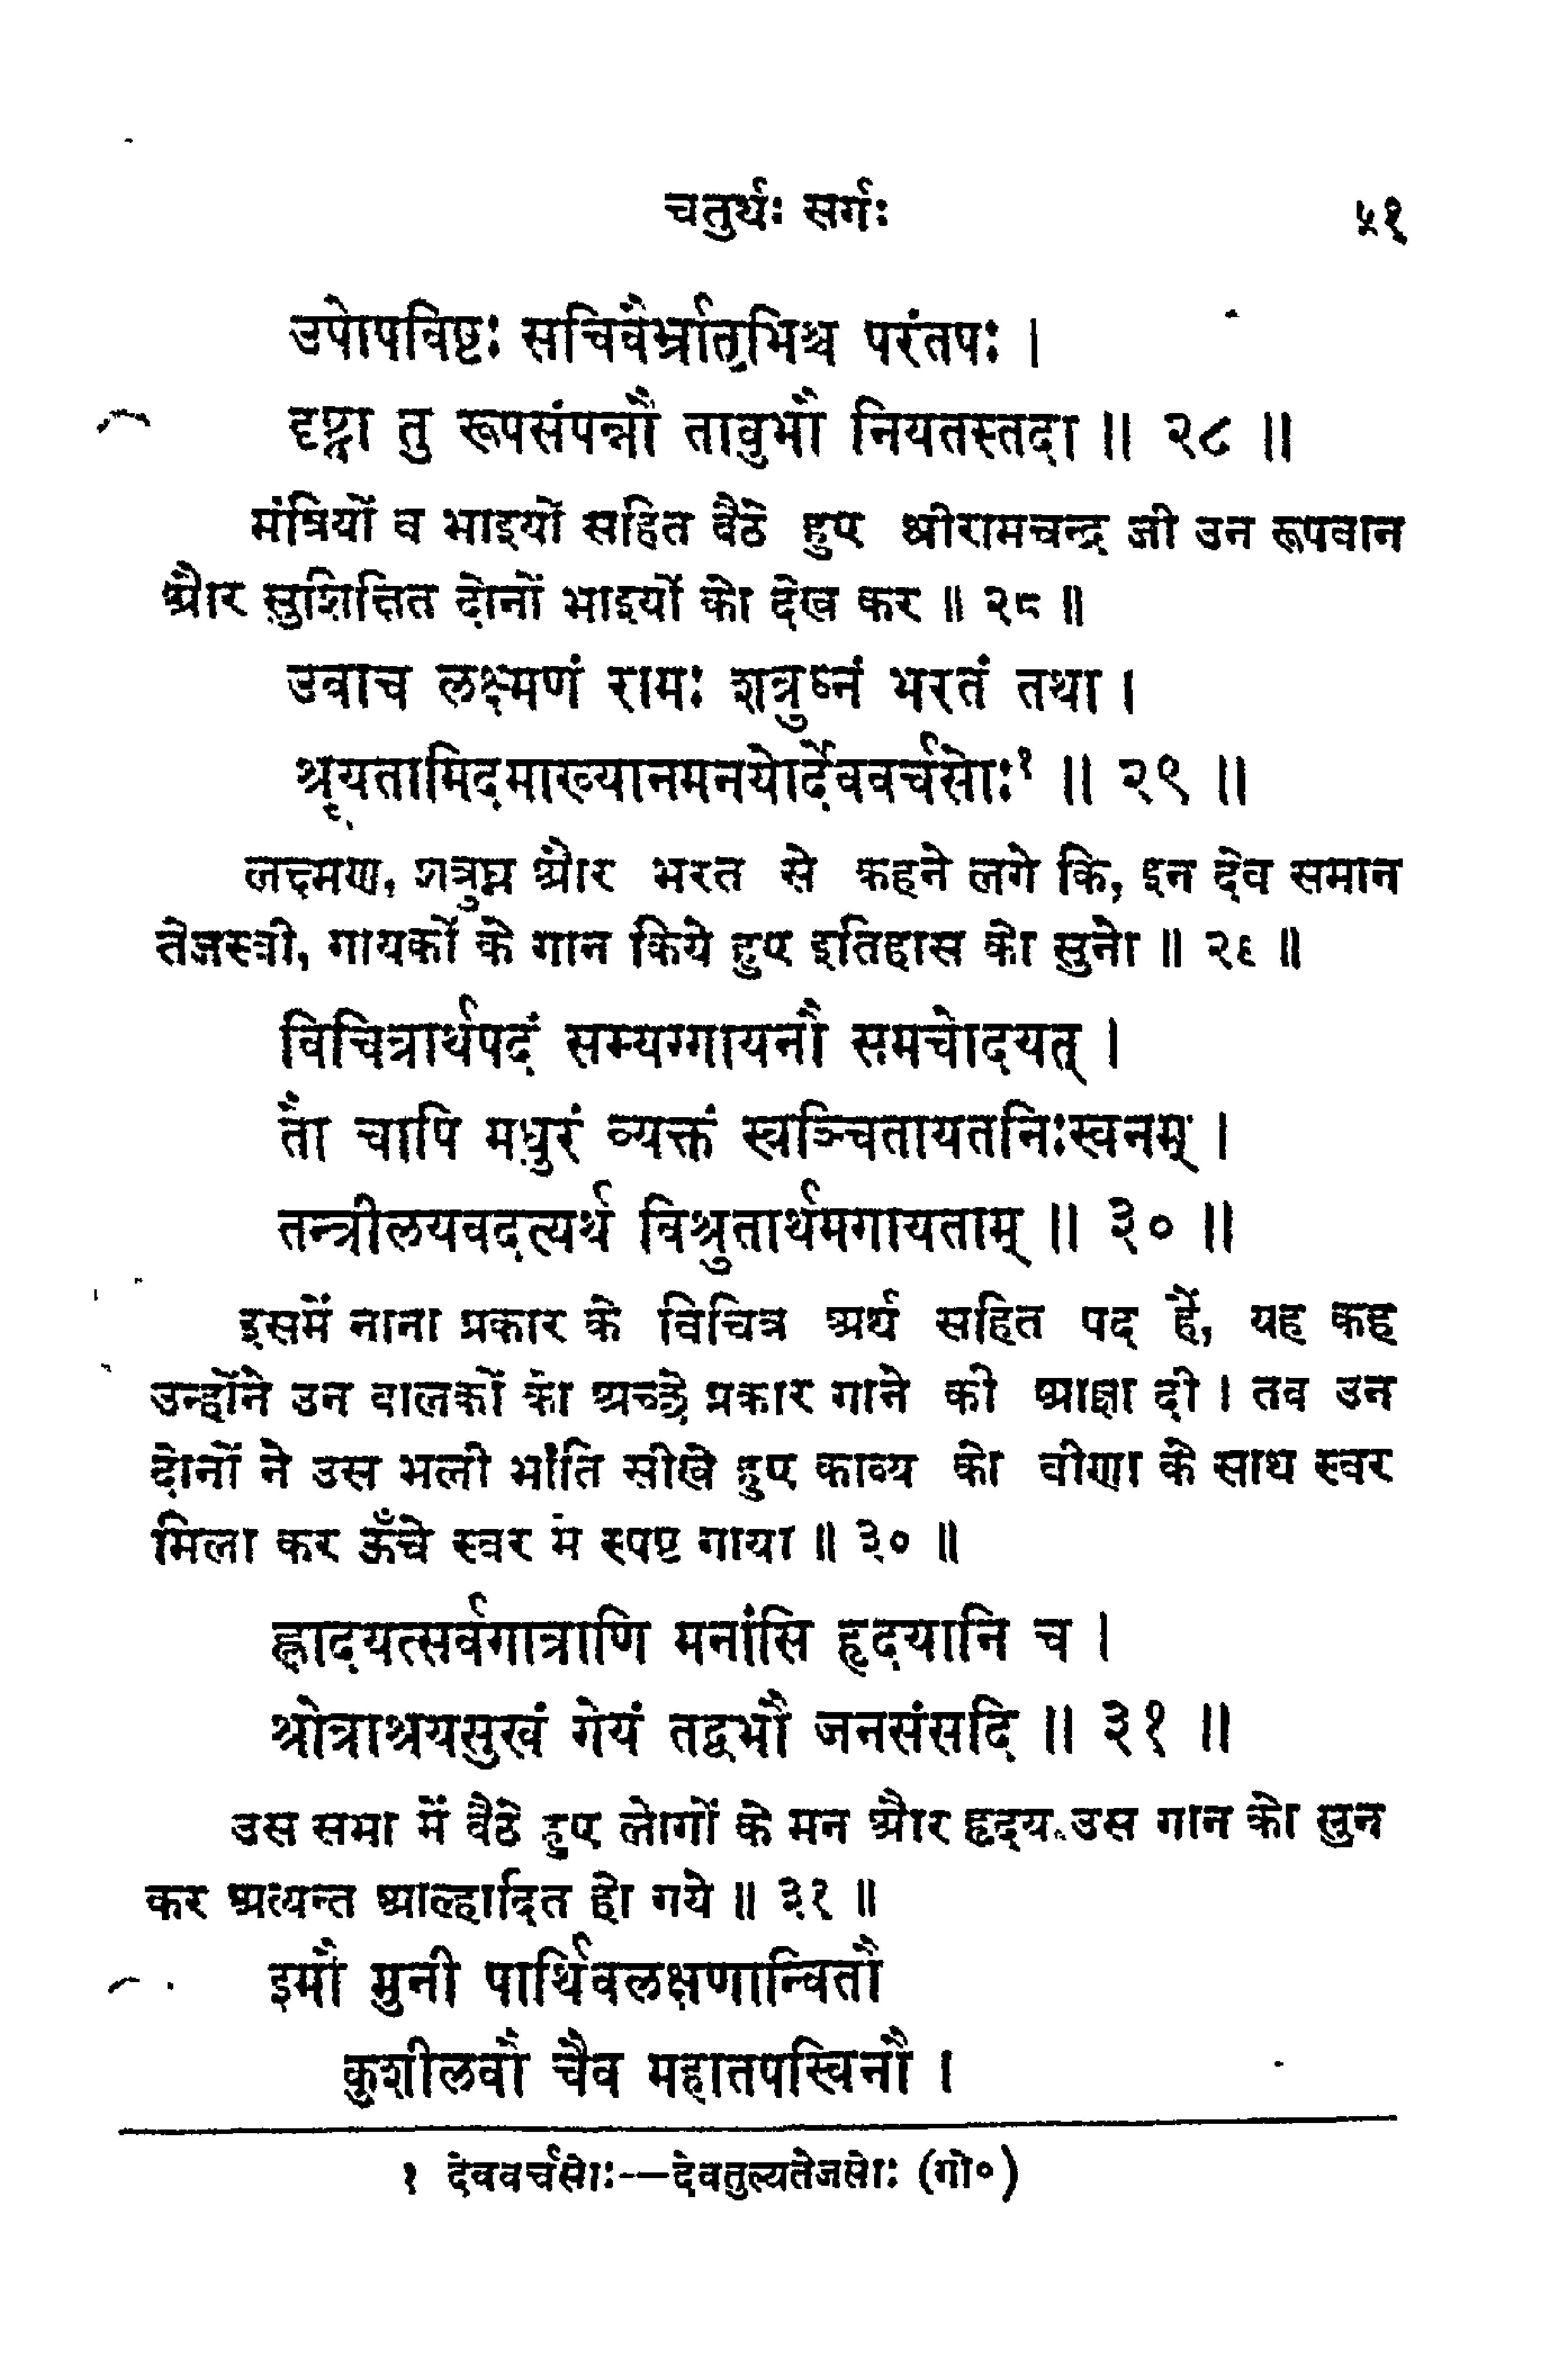 चतुर्थः सर्गः ५१
उपोपविष्टः सचिवैर्भ्रातृभिश्च परंतपः ।
दृष्ट्वा तु रूपसंपन्नौ तावुभौ नियतस्तदा ॥ २८ ॥
मंत्रियों व भाइयों सहित बैठे हुए श्रीरामचन्द्र जी उन रूपवान
और सुशिक्षित दोनों भाइयों को देख कर ॥ २८ ॥
उवाच लक्ष्मणं रामः शत्रुघ्नं भरतं तथा ।
श्रूयतामिदमाख्यानमनयोर्देववर्चसोः¹ ॥ २९ ॥
लक्ष्मण, शत्रुघ्न और भरत से कहने लगे कि, इन देव समान
तेजस्वी, गायकों के गान किये हुए इतिहास को सुनो ॥ २९ ॥
विचित्रार्थपदं सम्यग्गायनौ समचोदयत् ।
तौ चापि मधुरं व्यक्तं स्वञ्चितायतनिःस्वनम् ।
तन्त्रीलयवदत्यर्थं विश्रुतार्थमगायताम् ॥ ३० ॥
इसमें नाना प्रकार के विचित्र अर्थ सहित पद हैं, यह कह
उन्होंने उन बालकों को अच्छे प्रकार गाने की आज्ञा दी । तब उन
दोनों ने उस भली भांति सीखे हुए काव्य को वीणा के साथ स्वर
मिला कर ऊँचे स्वर में स्पष्ट गाया ॥ ३० ॥
ह्लादयत्सर्वगात्राणि मनांसि हृदयानि च ।
श्रोत्राश्रयसुखं गेयं तद्बभौ जनसंसदि ॥ ३१ ॥
उस सभा में बैठे हुए लोगों के मन और हृदय उस गान को सुन
कर अत्यन्त आल्हादित हो गये ॥ ३१ ॥
इमौ मुनी पार्थिवलक्षणान्वितौ
कुशीलवौ चैव महातपस्विनौ ।
१ देववर्चसोः--देवतुल्यतेजसोः (गो०)